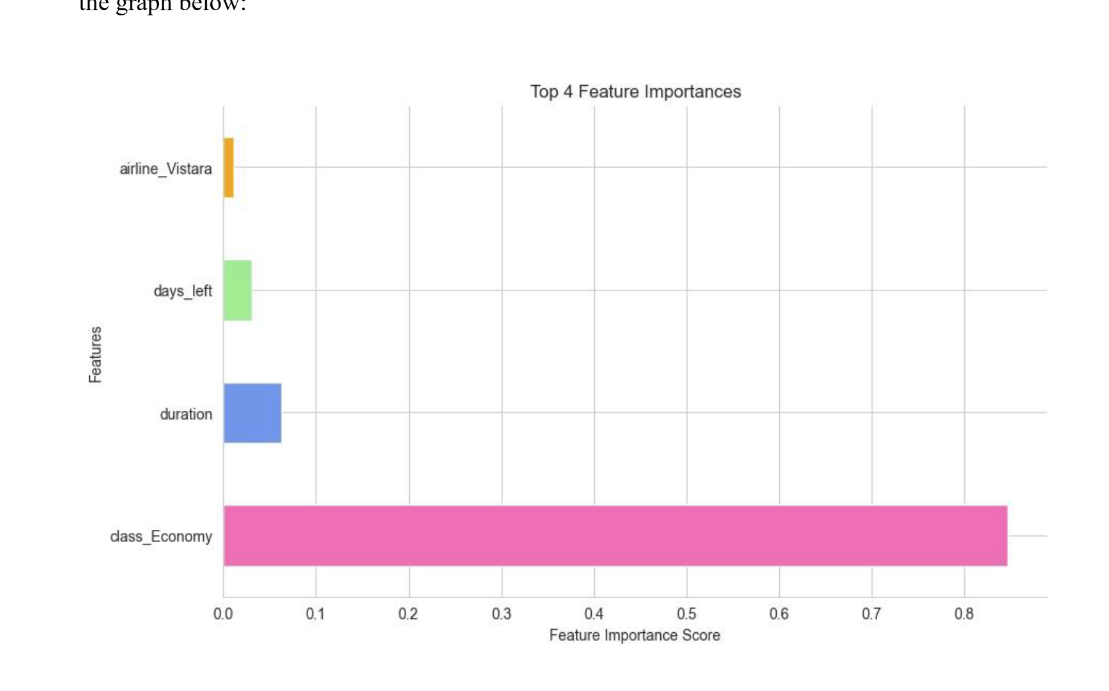 the graph below:
Top 4 Feature Importances
airline_Vistara
days_left
duration
class_Economy
Features
0.0 0.1 0.2 0.3 0.4 0.5 0.6 0.7 0.8
Feature Importance Score